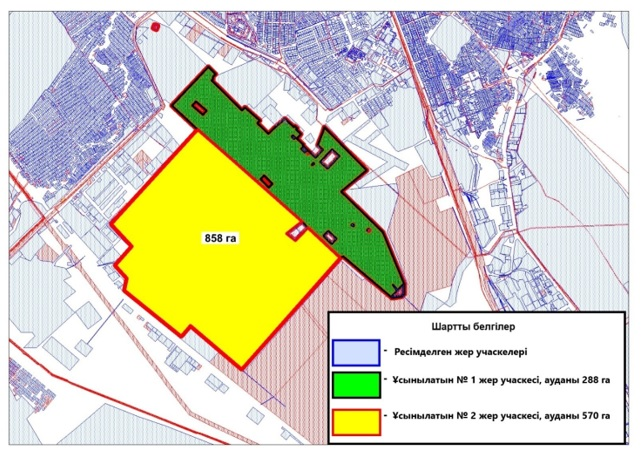 858 га
Шартты белгілер
- Ресімделген жер учаскелері
- Ұсынылатын № 1 жер учаскесі, ауданы 288 га
- Ұсынылатын № 2 жер учаскесі, ауданы 570 га